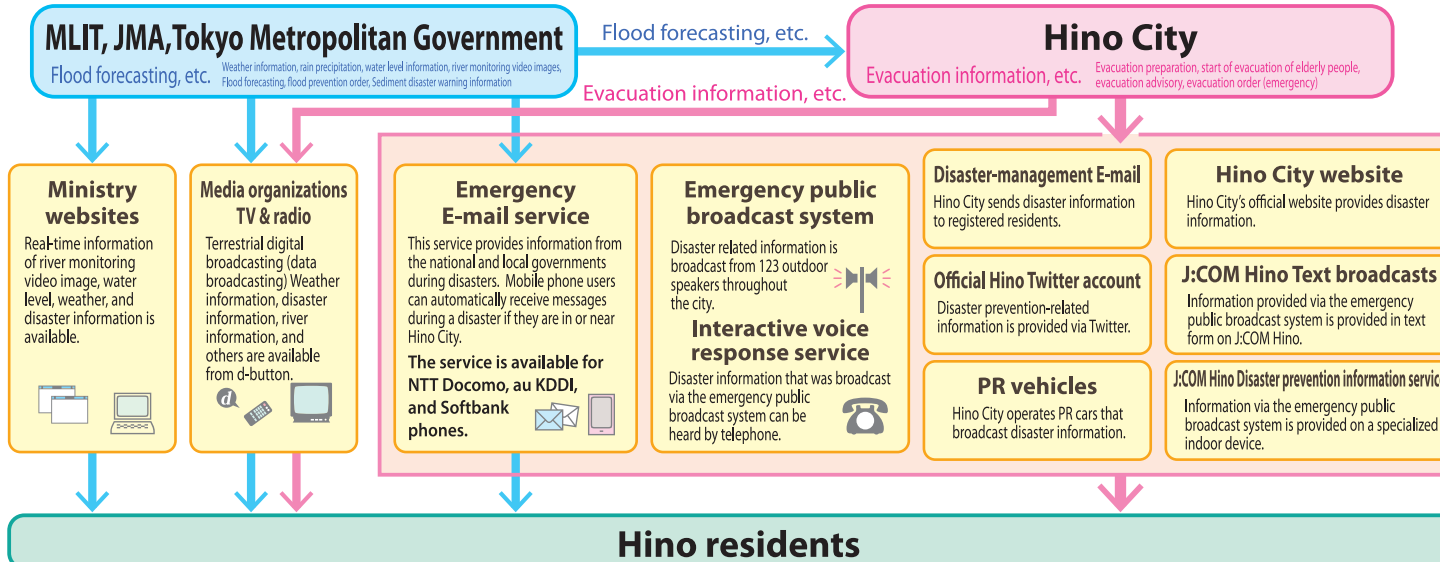 MLIT, JMA,Tokyo Metropolitan Government
Flood forecasting, etc.
Weather information, rain precipitation, water level information, river monitoring video images,
Flood forecasting, flood prevention order, Sediment disaster warning information
Flood forecasting, etc.
Hino City
Evacuation information, etc.
Evacuation preparation, start of evacuation of elderly people,
evacuation advisory, evacuation order (emergency)
Evacuation information, etc.
Ministry
websites
Real-time information
of river monitoring
video image, water
level, weather, and
disaster information is
available.
Media organizations
TV & radio
Terrestrial digital
broadcasting (data
broadcasting) Weather
information, disaster
information, river
information, and
others are available
from d-button.
d
Emergency
E-mail service
This service provides information from
the national and local governments
during disasters.  Mobile phone users
can automatically receive messages
during a disaster if they are in or near
Hino City.
The service is available for
NTT Docomo, au KDDI,
and Softbank
phones.
Emergency public
broadcast system
Disaster related information is
broadcast from 123 outdoor
speakers throughout
the city.
Interactive voice
response service
Disaster information that was broadcast
via the emergency public
broadcast system can be
heard by telephone.
Disaster-management E-mail
Hino City sends disaster information
to registered residents.
Official Hino Twitter account
Disaster prevention-related
information is provided via Twitter.
PR vehicles
Hino City operates PR cars that
broadcast disaster information.
Hino City website
Hino City's official website provides disaster
information.
J:COM Hino Text broadcasts
Information provided via the emergency
public broadcast system is provided in text
form on J:COM Hino.
J:COM Hino Disaster prevention information service
Information via the emergency public
broadcast system is provided on a specialized
indoor device.
Hino residents